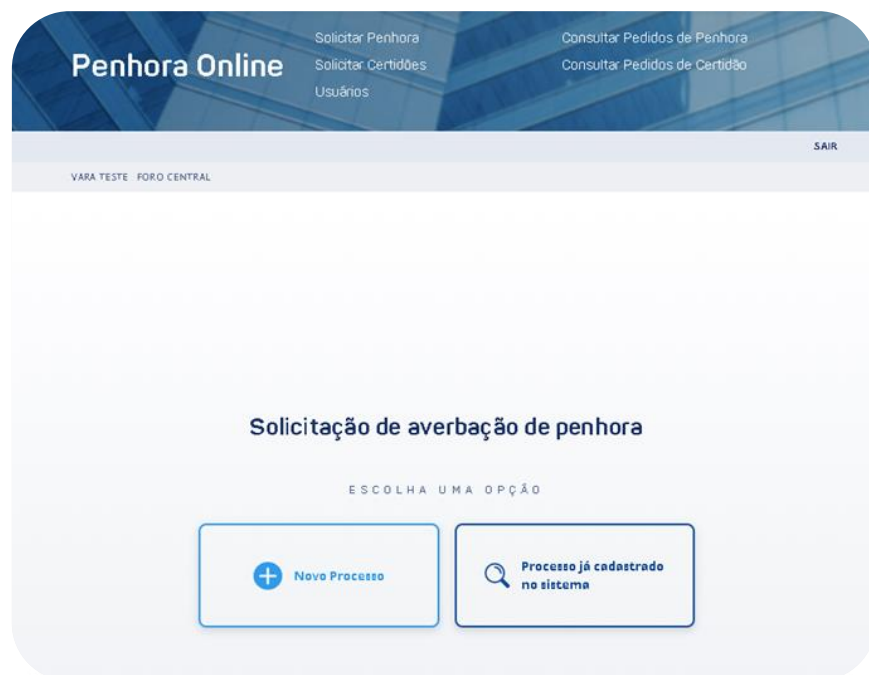 Penhora Online
Solicitar Penhora
Solicitar Certidões
Usuários
Consultar Pedidos de Penhora
Consultar Pedidos de Certidão
SAIR
VARA TESTE FORO CENTRAL
Solicitação de averbação de penhora
ESCOLHA UMA OPÇÃO
Novo Processo
Processo já cadastrado
no sistema